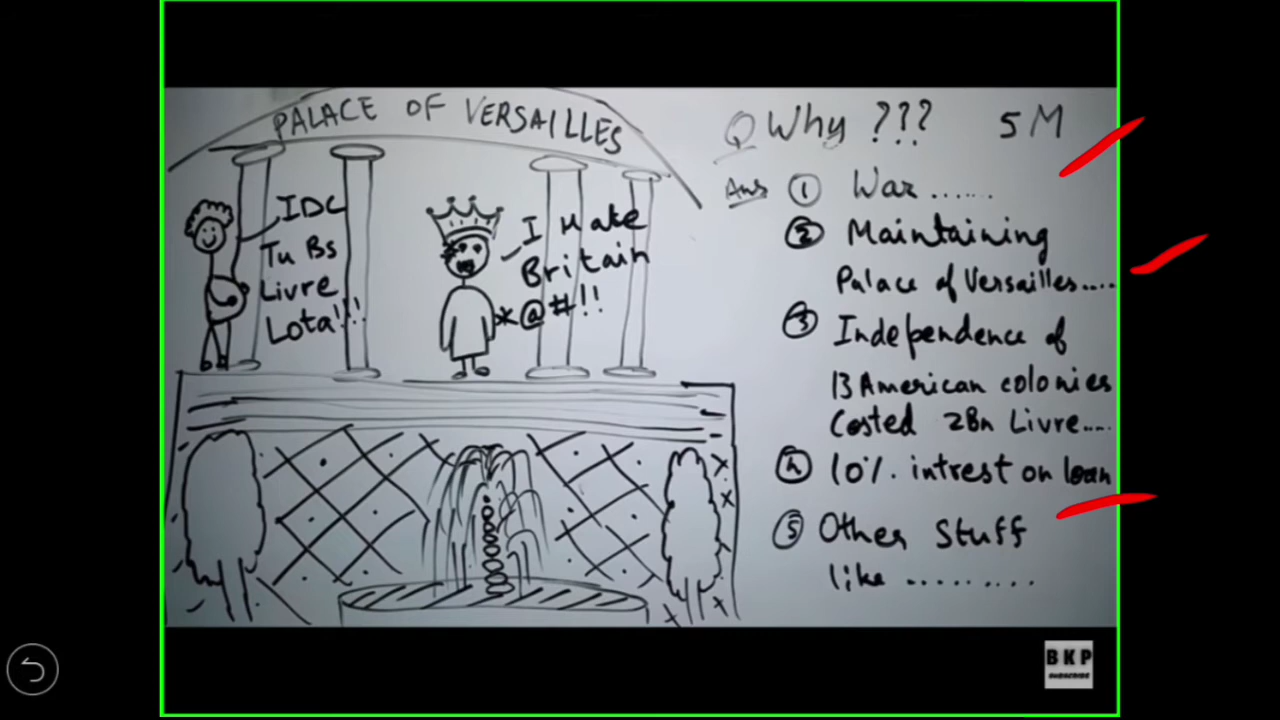 PALACE OF VERSAILLES
IDC
Tu Bs
Livre
Lota!!!
I Make
Britain
*@#!!
Q Why ??? 5 M
Ans ① War ......
② Maintaining
Palace of Versailles.....
③ Independence of
13 American colonies
Costed 2Bn Livre....
④ 10%. intrest on loan
⑤ Other Stuff
like .........
BKP
SUBSCRIBE